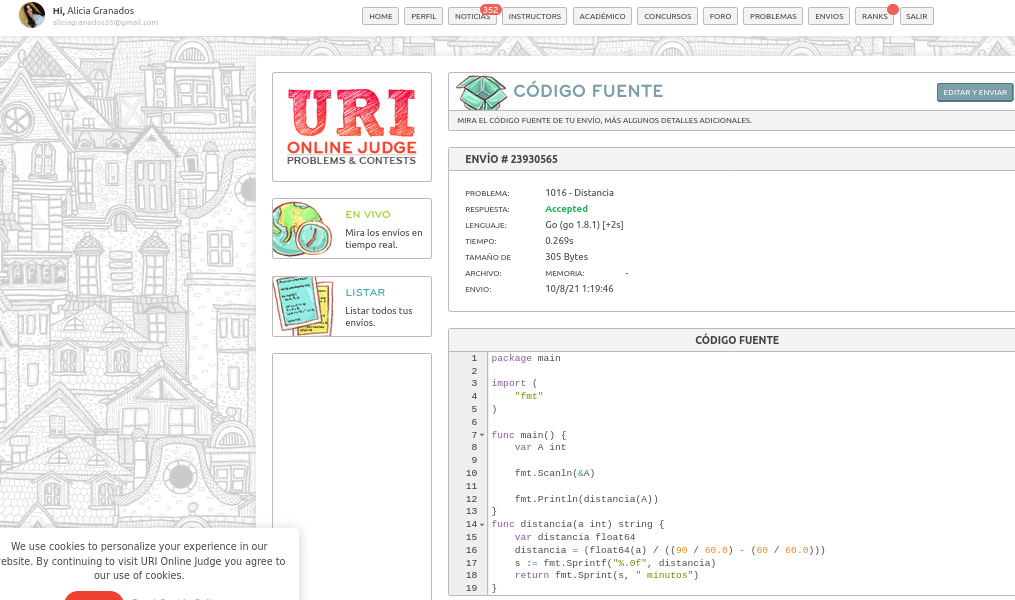 Hi, Alicia Granados
aliciagranados35@gmail.com
HOME PERFIL NOTICIAS 352 INSTRUCTORS ACADÉMICO CONCURSOS FORO PROBLEMAS ENVIOS RANKS SALIR
URI
ONLINE JUDGE
PROBLEMS & CONTESTS
EN VIVO
Mira los envíos en
tiempo real.
LISTAR
Listar todos tus
envíos.
CÓDIGO FUENTE
EDITAR Y ENVIAR
MIRA EL CÓDIGO FUENTE DE TU ENVÍO, MÁS ALGUNOS DETALLES ADICIONALES.
ENVÍO # 23930565
PROBLEMA: 1016 - Distancia
RESPUESTA: Accepted
LENGUAJE: Go (go 1.8.1) [+2s]
TIEMPO: 0.269s
TAMAÑO DE 305 Bytes
ARCHIVO: MEMORIA: -
ENVIO: 10/8/21 1:19:46
CÓDIGO FUENTE
1 package main
2
3 import (
4 "fmt"
5 )
6
7 func main() {
8 var A int
9
10 fmt.Scanln(&A)
11
12 fmt.Println(distancia(A))
13 }
14 func distancia(a int) string {
15 var distancia float64
16 distancia = (float64(a) / ((90 / 60.0) - (60 / 60.0)))
17 s := fmt.Sprintf("%.0f", distancia)
18 return fmt.Sprint(s, " minutos")
19 }
We use cookies to personalize your experience in our
ebsite. By continuing to visit URI Online Judge you agree to
our use of cookies.